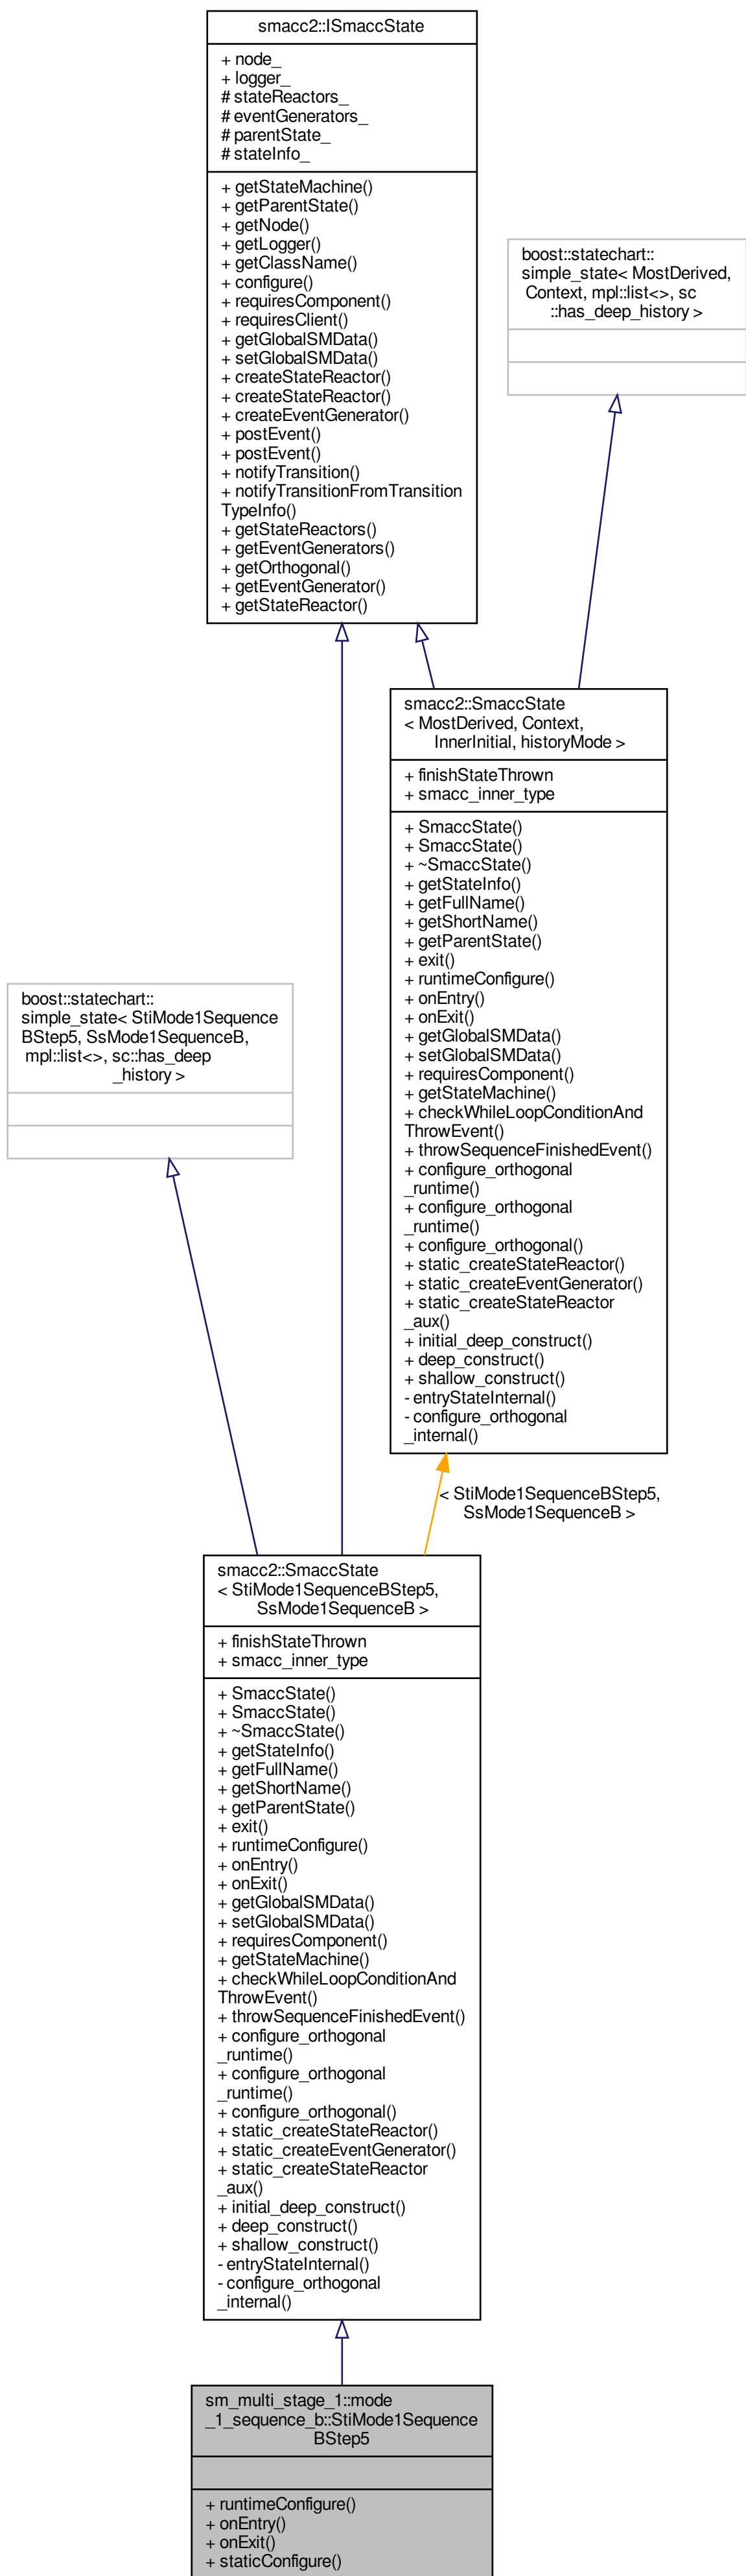 smacc2::ISmaccState
+ node_
+ logger_
# stateReactors_
# eventGenerators_
# parentState_
# stateInfo_
+ getStateMachine()
+ getParentState()
+ getNode()
+ getLogger()
+ getClassName()
+ configure()
+ requiresComponent()
+ requiresClient()
+ getGlobalSMData()
+ setGlobalSMData()
+ createStateReactor()
+ createStateReactor()
+ createEventGenerator()
+ postEvent()
+ postEvent()
+ notifyTransition()
+ notifyTransitionFromTransition
TypeInfo()
+ getStateReactors()
+ getEventGenerators()
+ getOrthogonal()
+ getEventGenerator()
+ getStateReactor()
boost::statechart::
simple_state< MostDerived,
Context, mpl::list<>, sc
::has_deep_history >
smacc2::SmaccState
< MostDerived, Context,
InnerInitial, historyMode >
+ finishStateThrown
+ smacc_inner_type
+ SmaccState()
+ SmaccState()
+ ~SmaccState()
+ getStateInfo()
+ getFullName()
+ getShortName()
+ getParentState()
+ exit()
+ runtimeConfigure()
+ onEntry()
+ onExit()
+ getGlobalSMData()
+ setGlobalSMData()
+ requiresComponent()
+ getStateMachine()
+ checkWhileLoopConditionAnd
ThrowEvent()
+ throwSequenceFinishedEvent()
+ configure_orthogonal
_runtime()
+ configure_orthogonal
_runtime()
+ configure_orthogonal()
+ static_createStateReactor()
+ static_createEventGenerator()
+ static_createStateReactor
_aux()
+ initial_deep_construct()
+ deep_construct()
+ shallow_construct()
- entryStateInternal()
- configure_orthogonal
_internal()
boost::statechart::
simple_state< StiMode1Sequence
BStep5, SsMode1SequenceB,
mpl::list<>, sc::has_deep
_history >
< StiMode1SequenceBStep5,
SsMode1SequenceB >
smacc2::SmaccState
< StiMode1SequenceBStep5,
SsMode1SequenceB >
+ finishStateThrown
+ smacc_inner_type
+ SmaccState()
+ SmaccState()
+ ~SmaccState()
+ getStateInfo()
+ getFullName()
+ getShortName()
+ getParentState()
+ exit()
+ runtimeConfigure()
+ onEntry()
+ onExit()
+ getGlobalSMData()
+ setGlobalSMData()
+ requiresComponent()
+ getStateMachine()
+ checkWhileLoopConditionAnd
ThrowEvent()
+ throwSequenceFinishedEvent()
+ configure_orthogonal
_runtime()
+ configure_orthogonal
_runtime()
+ configure_orthogonal()
+ static_createStateReactor()
+ static_createEventGenerator()
+ static_createStateReactor
_aux()
+ initial_deep_construct()
+ deep_construct()
+ shallow_construct()
- entryStateInternal()
- configure_orthogonal
_internal()
sm_multi_stage_1::mode
_1_sequence_b::StiMode1Sequence
BStep5
+ runtimeConfigure()
+ onEntry()
+ onExit()
+ staticConfigure()